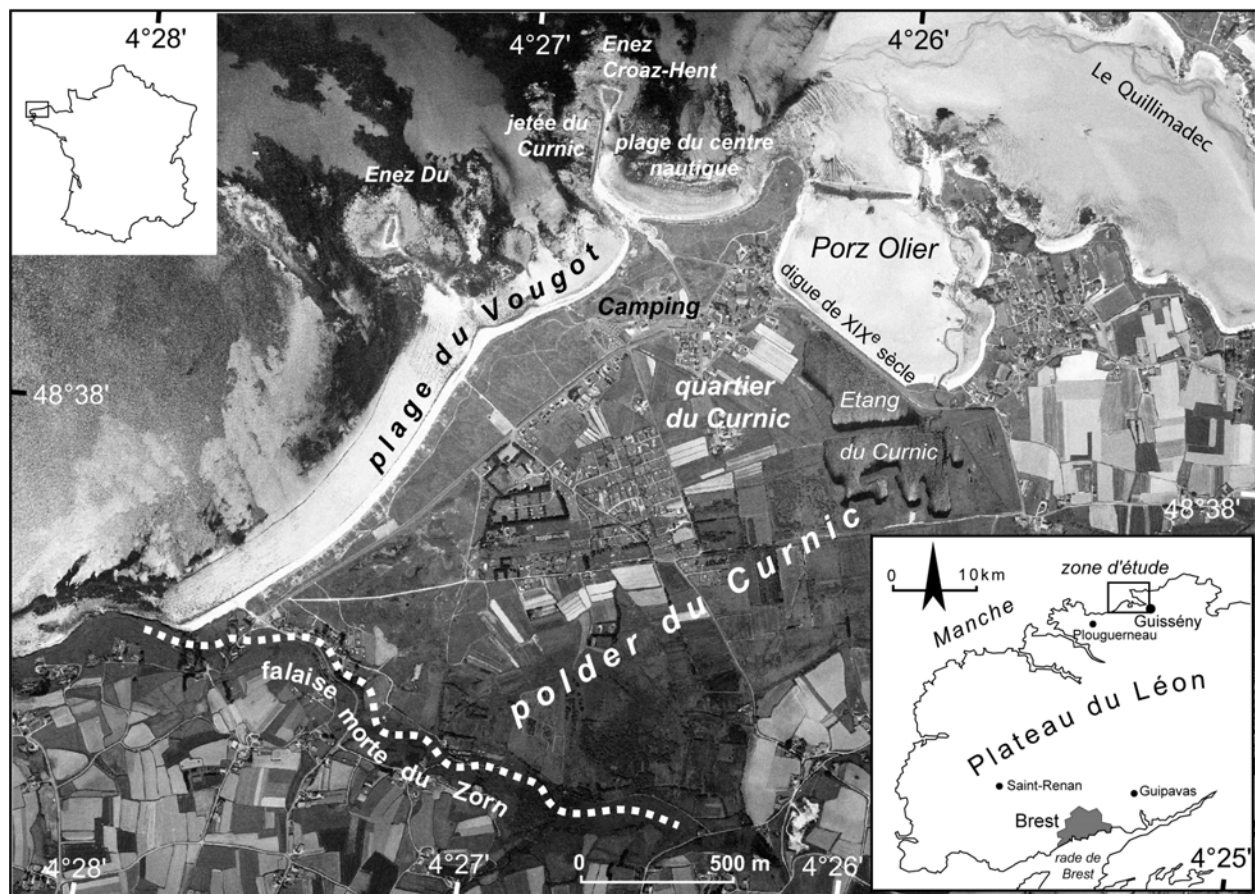 4°28'
4°27'
4°26'
Enez
Croaz-Hent
jetée du
Curnic
plage du centre
nautique
Le Quillimadec
Enez Du
Porz Olier
plage du Vougot
Camping
digue de XIXe sècle
48°38'
quartier
du Curnic
Etang
du Curnic
48°38'
polder du Curnic
falaise morte du Zorn
0 10km
zone d'étude
Manche
Guissény
Plouguerneau
Plateau du Léon
Saint-Renan
Guipavas
Brest
rade de
Brest
4°28'
4°27'
0 500 m
4°26'
4°25'